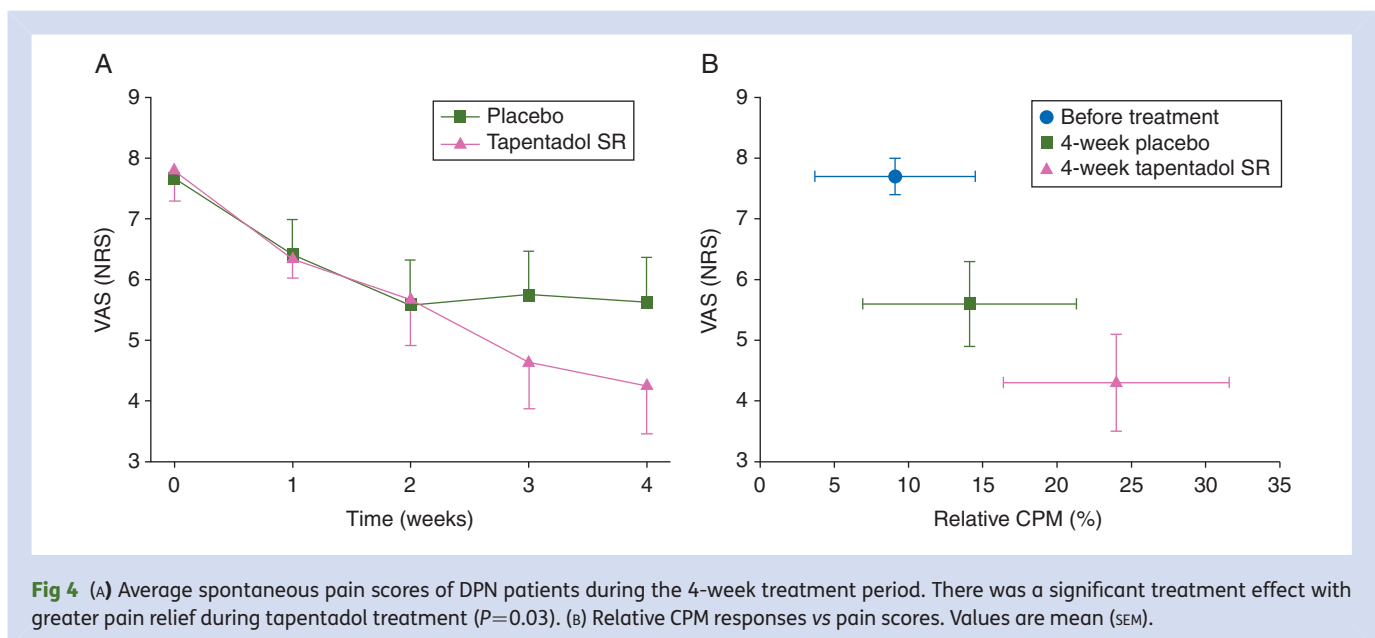 A
B
VAS (NRS)
9
8
7
6
5
4
3
0 1 2 3 4
Time (weeks)
Placebo
Tapentadol SR
VAS (NRS)
9
8
7
6
5
4
3
0 5 10 15 20 25 30 35
Relative CPM (%)
Before treatment
4-week placebo
4-week tapentadol SR
Fig 4 (A) Average spontaneous pain scores of DPN patients during the 4-week treatment period. There was a significant treatment effect with
greater pain relief during tapentadol treatment (P=0.03). (B) Relative CPM responses vs pain scores. Values are mean (SEM).